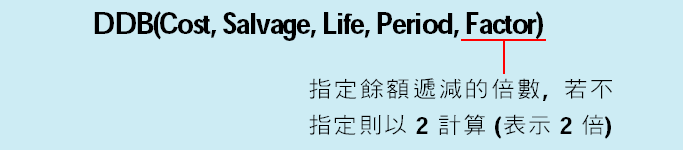 DDB(Cost, Salvage, Life, Period, Factor)
指定餘額遞減的倍數, 若不
指定則以 2 計算 (表示 2 倍)